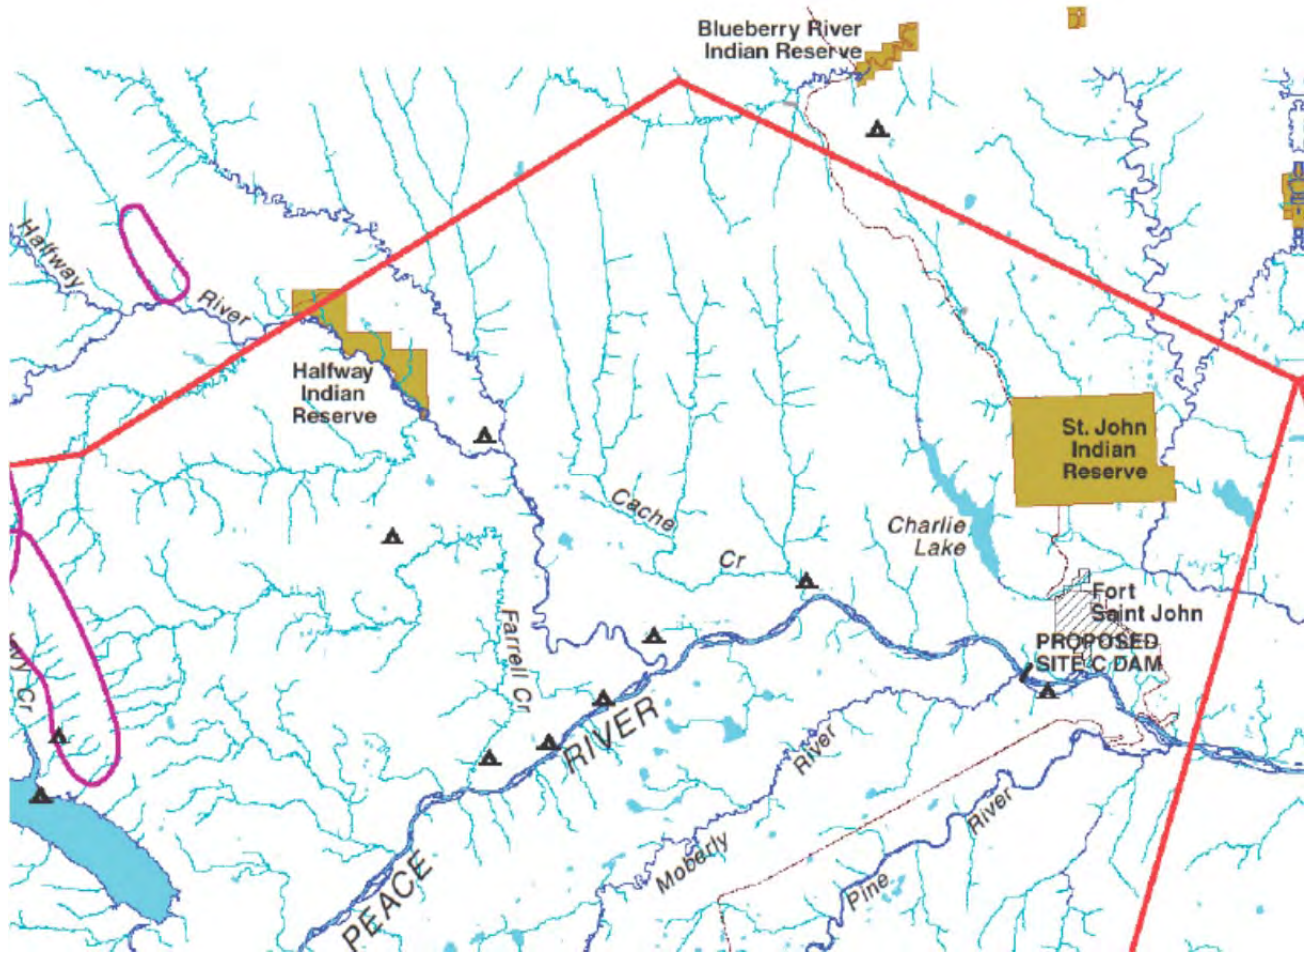 Blueberry River
Indian Reserve
Halfway
River
Halfway
Indian
Reserve
St. John
Indian
Reserve
Cache
Cr
Charlie
Lake
Fort
Saint John
PROPOSED
SITE C DAM
Farrell Cr
Cr
PEACE
RIVER
Moberly
River
Pine
River